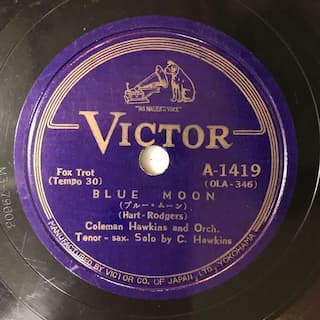 "HIS MASTER'S VOICE"
VICTOR
Fox Trot
(Tempo 30)
A-1419
(OLA-346)
BLUE MOON
(ブルー・ムーン)
(Hart-Rodgers)
Coleman Hawkins and Orch.
Tenor-sax. Solo by C. Hawkins
MANUFACTURED BY VICTOR CO. OF JAPAN, LTD., YOKOHAMA